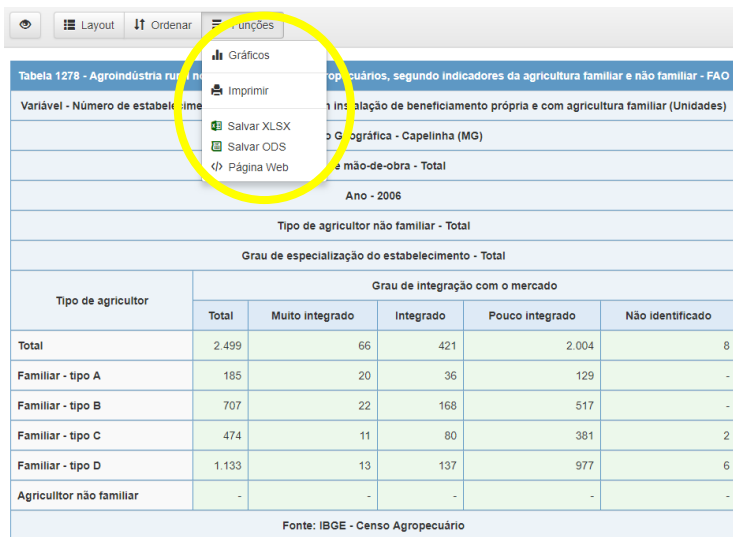 Layout Ordenar Funções
Gráficos
Imprimir
Salvar XLSX
Salvar ODS
Página Web
Tabela 1278 - Agroindústria rural, segundo indicadores da agricultura familiar e não familiar - FAO
Variável - Número de instalação de beneficiamento própria e com agricultura familiar (Unidades)
Geográfica - Capelinha (MG)
mão-de-obra - Total
Ano - 2006
Tipo de agricultor não familiar - Total
Grau de especialização do estabelecimento - Total
Tipo de agricultor
Grau de integração com o mercado
Total Muito integrado Integrado Pouco integrado Não identificado
Total 2.499 66 421 2.004 8
Familiar - tipo A 185 20 36 129 -
Familiar - tipo B 707 22 168 517 -
Familiar - tipo C 474 11 80 381 2
Familiar - tipo D 1.133 13 137 977 6
Agriculltor não familiar - - - - -
Fonte: IBGE - Censo Agropecuário